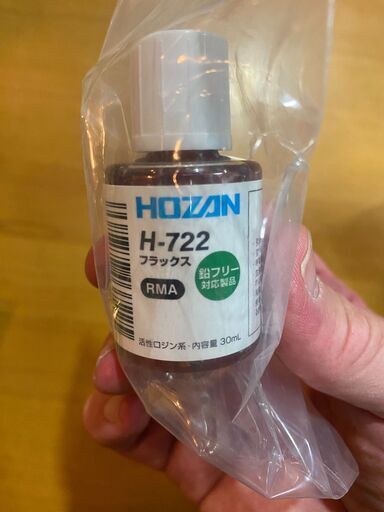 HOZAN
H-722
フラックス
RMA
鉛フリー
対応製品
活性ロジン系・内容量 30mL